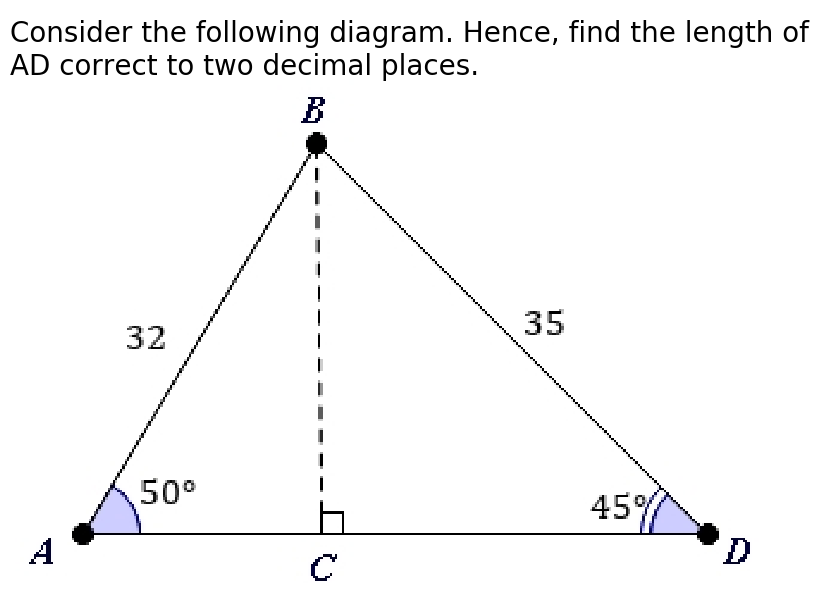 Consider the following diagram. Hence, find the length of
AD correct to two decimal places.
B
32
35
50°
45°
A
C
D